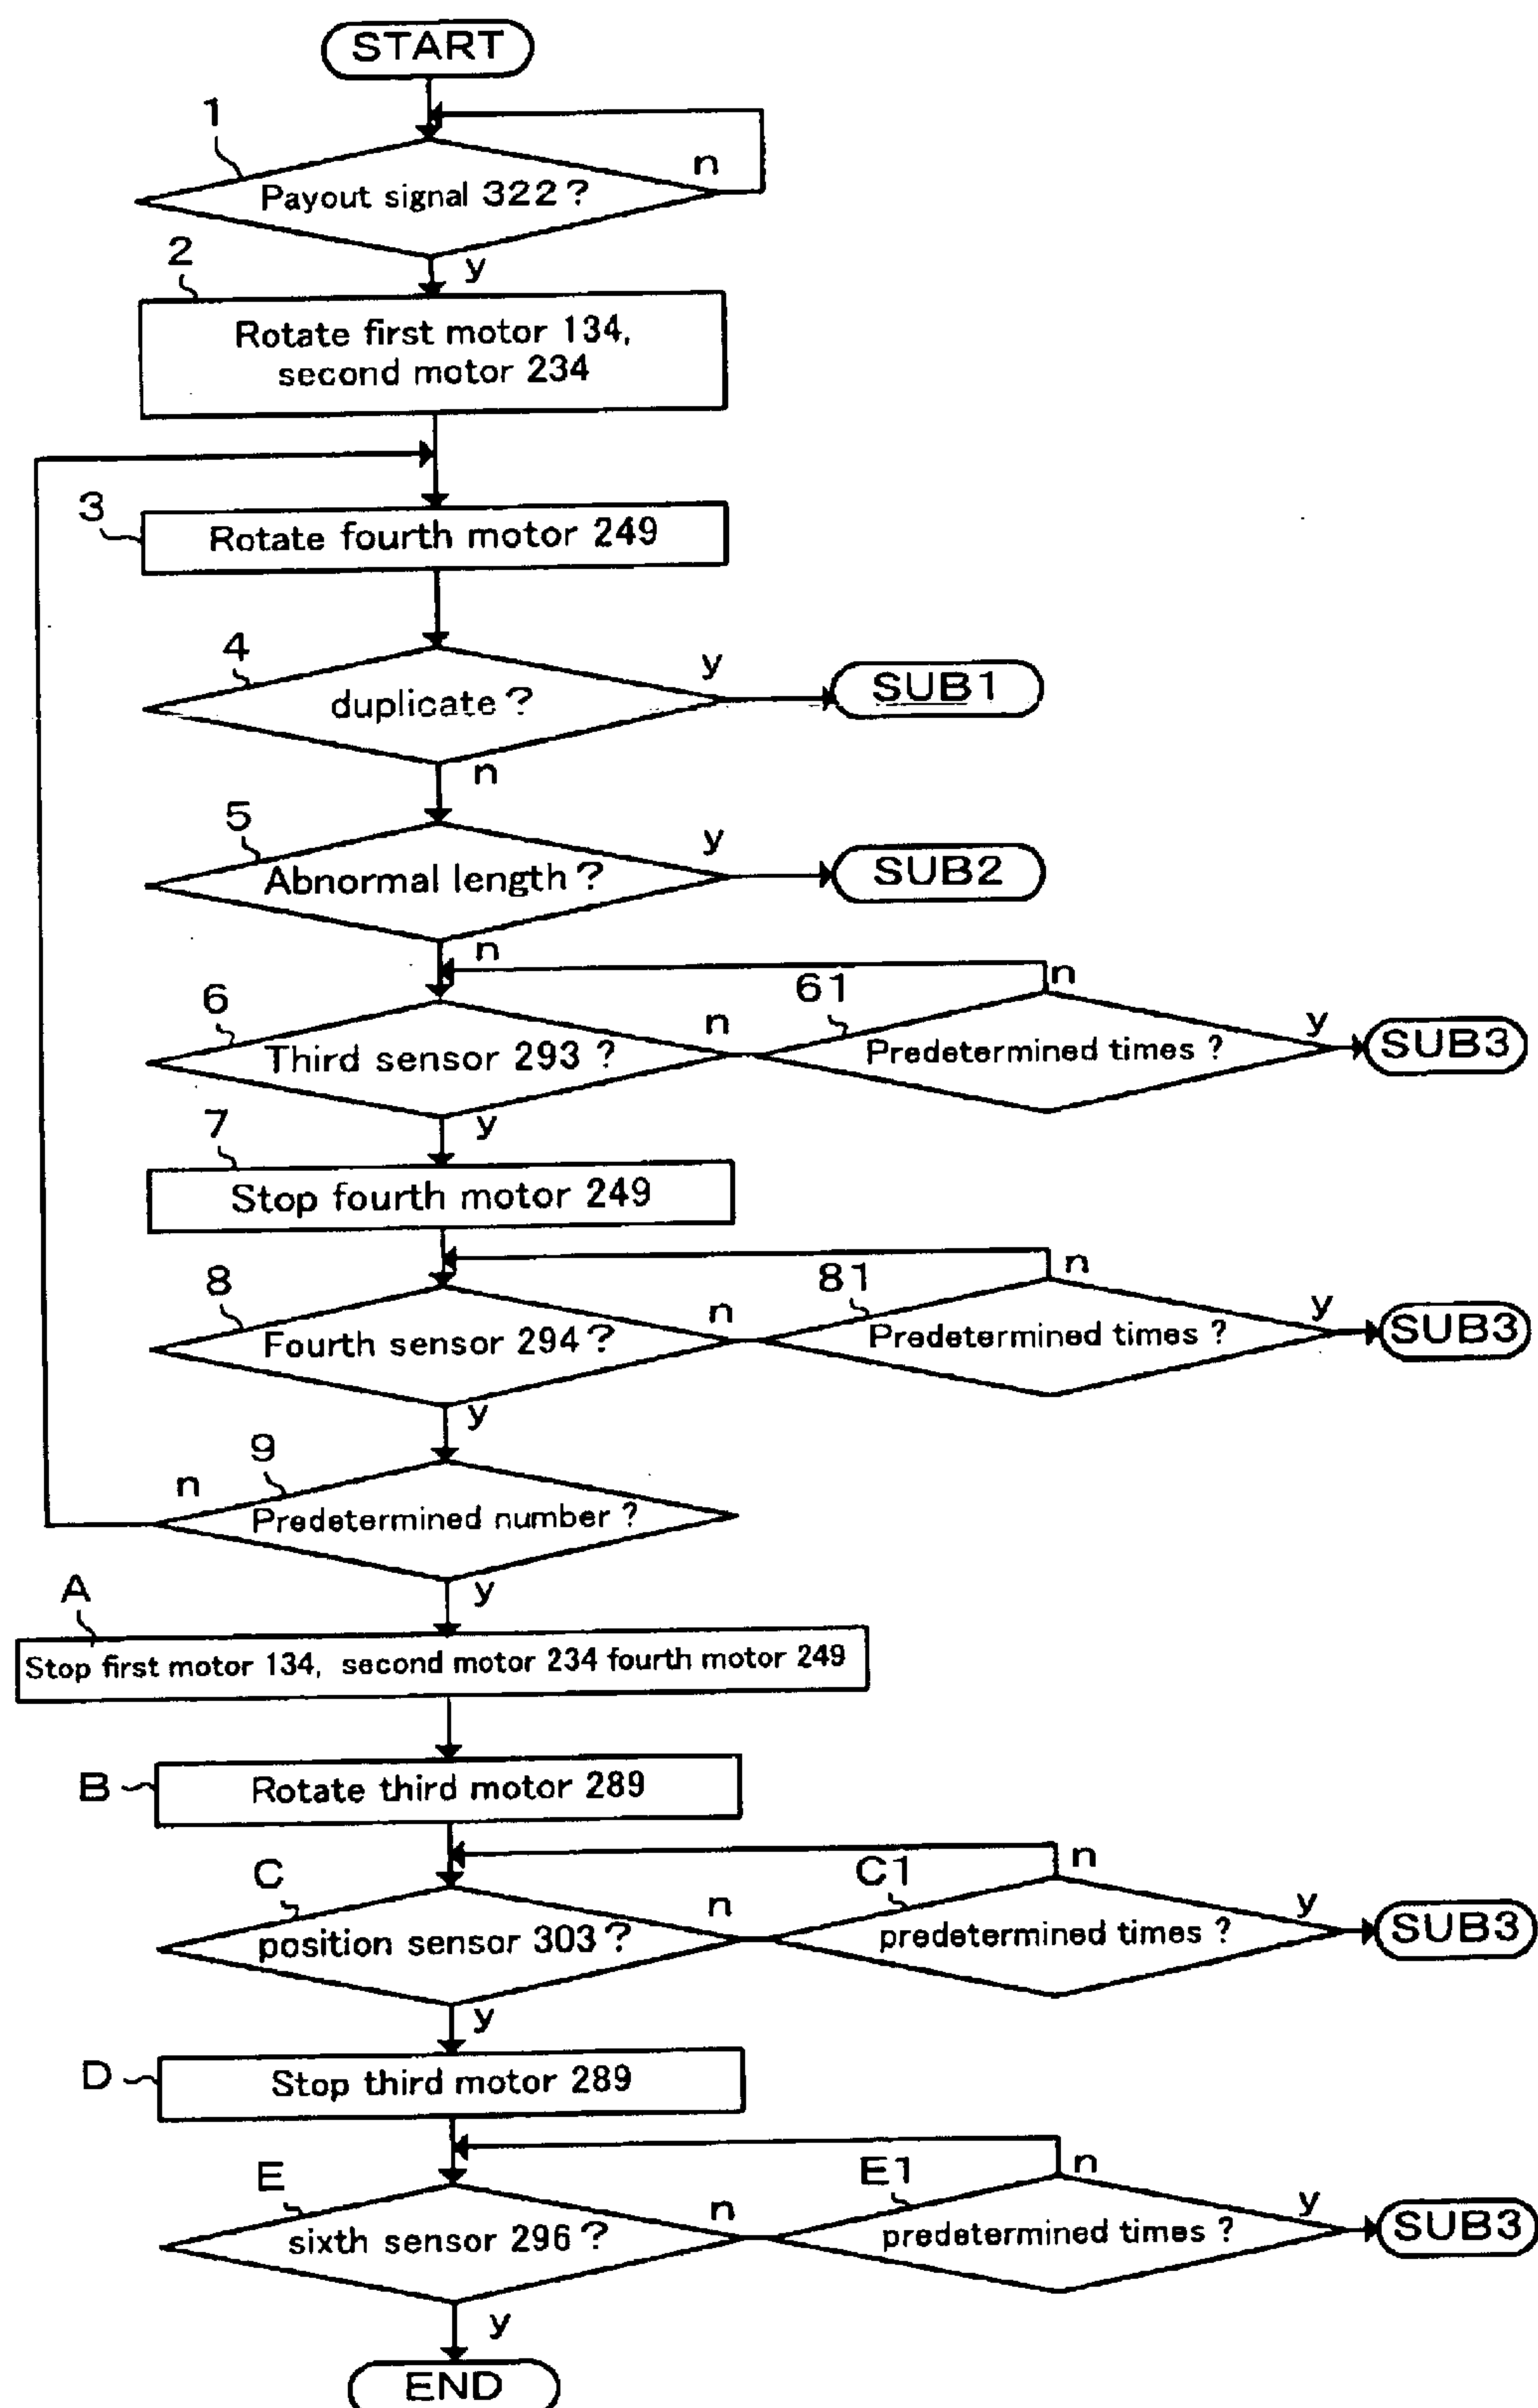 START
1
n
Payout signal 322?
2
y
Rotate first motor 134,
second motor 234
3
Rotate fourth motor 249
4
y
duplicate?
SUB1
n
5
y
Abnormal length?
SUB2
n
6
n
61
n
y
Third sensor 293?
Predetermined times?
SUB3
y
7
Stop fourth motor 249
8
n
81
n
y
Fourth sensor 294?
Predetermined times?
SUB3
y
9
n
Predetermined number?
y
A
Stop first motor 134, second motor 234 fourth motor 249
B
Rotate third motor 289
C
n
C1
n
y
position sensor 303?
predetermined times?
SUB3
y
D
Stop third motor 289
E
n
E1
n
y
sixth sensor 296?
predetermined times?
SUB3
y
END